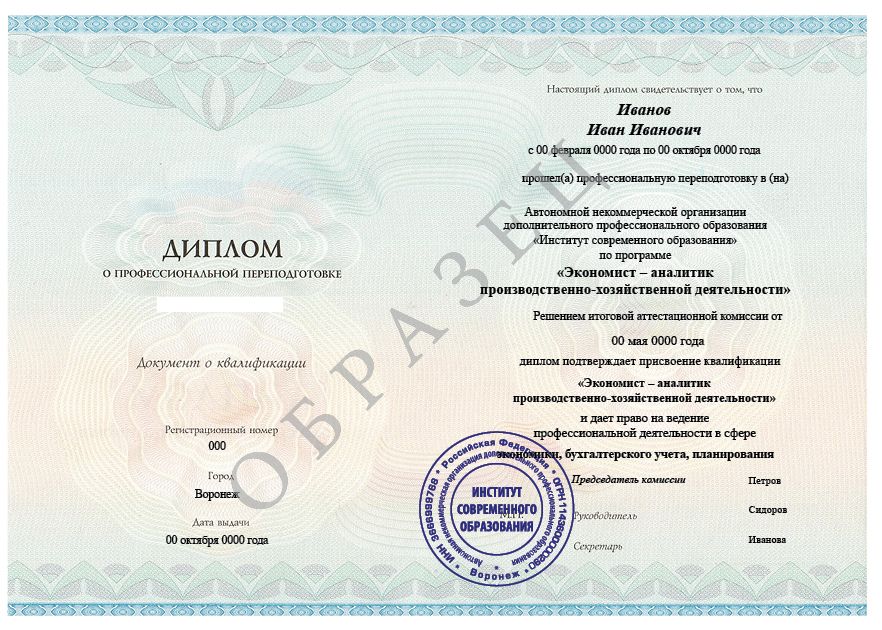 ДИПЛОМ
О ПРОФЕССИОНАЛЬНОЙ ПЕРЕПОДГОТОВКЕ
Документ о квалификации
Регистрационный номер
000
Город
Воронеж
Дата выдачи
00 октября 0000 года
ОБРАЗЕЦ
Настоящий диплом свидетельствует о том, что
Иванов
Иван Иванович
с 00 февраля 0000 года по 00 октября 0000 года
прошел(а) профессиональную переподготовку в (на)
Автономной некоммерческой организации
дополнительного профессионального образования
«Институт современного образования»
по программе
«Экономист – аналитик
производственно-хозяйственной деятельности»
Решением итоговой аттестационной комиссии от
00 мая 0000 года
диплом подтверждает присвоение квалификации
«Экономист – аналитик
производственно-хозяйственной деятельности»
и дает право на ведение
профессиональной деятельности в сфере
экономики, бухгалтерского учета, планирования
Председатель комиссии Петров
Руководитель Сидоров
Секретарь Иванова
М.П.
Российская Федерация
Воронеж
ИНН 3666999768
Автономная некоммерческая организация дополнительного профессионального образования
ИНСТИТУТ
СОВРЕМЕННОГО
ОБРАЗОВАНИЯ